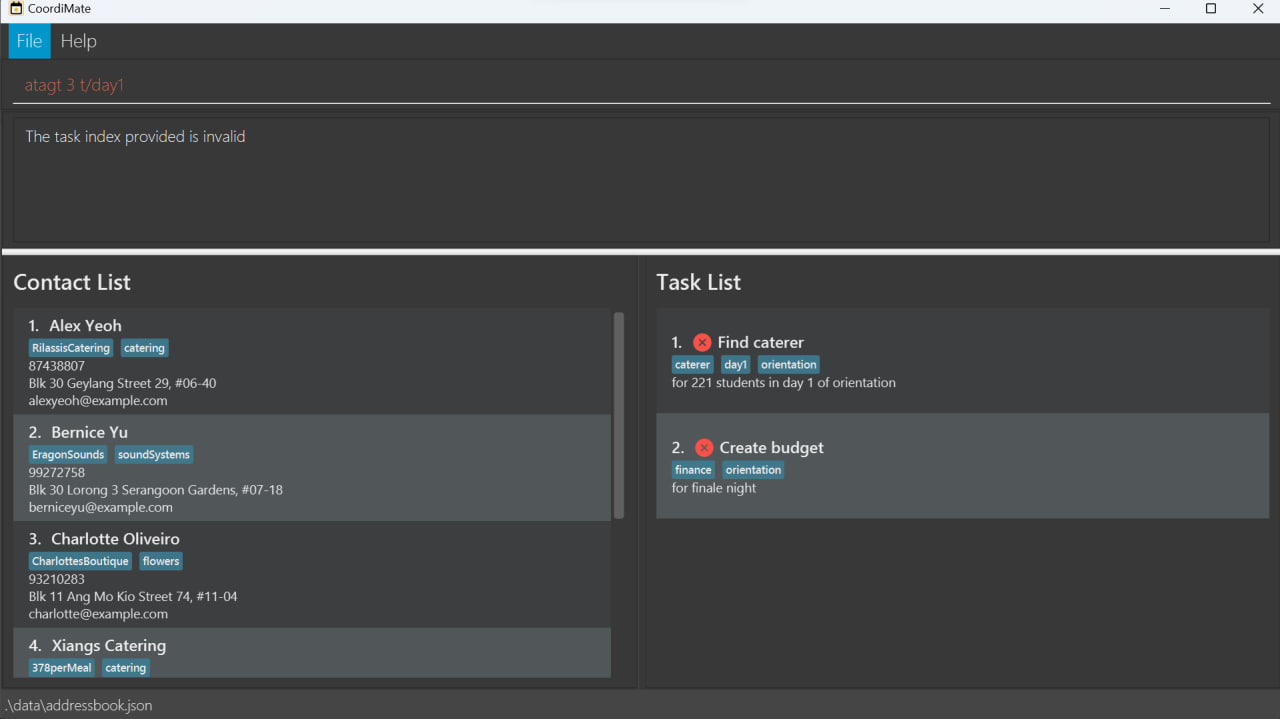 CoordiMate
File Help
atagt 3 t/day1
The task index provided is invalid
Contact List
1. Alex Yeoh
RilassisCatering catering
87438807
Blk 30 Geylang Street 29, #06-40
alexyeoh@example.com
2. Bernice Yu
EragonSounds soundSystems
99272758
Blk 30 Lorong 3 Serangoon Gardens, #07-18
berniceyu@example.com
3. Charlotte Oliveiro
CharlottesBoutique flowers
93210283
Blk 11 Ang Mo Kio Street 74, #11-04
charlotte@example.com
4. Xiangs Catering
378perMeal catering
Task List
1. Find caterer
caterer day1 orientation
for 221 students in day 1 of orientation
2. Create budget
finance orientation
for finale night
.\data\addressbook.json